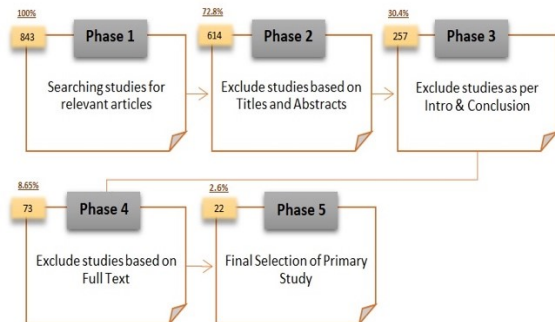 100%
843
Phase 1
Searching studies for
relevant articles
72.8%
614
Phase 2
Exclude studies based on
Titles and Abstracts
30.4%
257
Phase 3
Exclude studies as per
Intro & Conclusion
8.65%
73
Phase 4
Exclude studies based on
Full Text
2.6%
22
Phase 5
Final Selection of Primary
Study